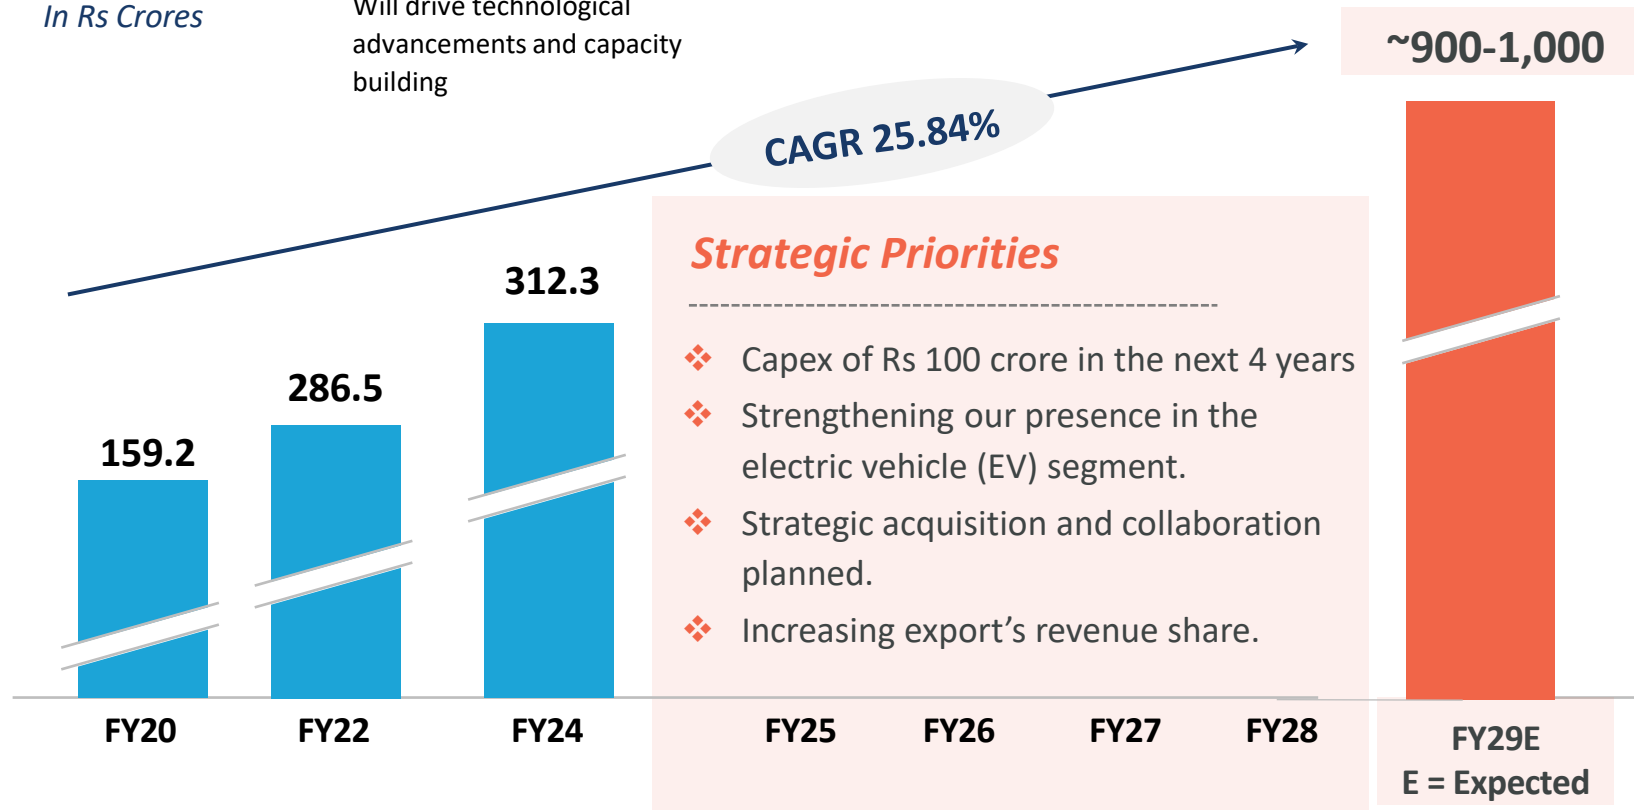 In Rs Crores
Will drive technological
advancements and capacity
building
~900-1,000
CAGR 25.84%
Strategic Priorities
312.3
286.5
159.2
❖ Capex of Rs 100 crore in the next 4 years
❖ Strengthening our presence in the
electric vehicle (EV) segment.
❖ Strategic acquisition and collaboration
planned.
❖ Increasing export’s revenue share.
FY20 FY22 FY24 FY25 FY26 FY27 FY28 FY29E
E = Expected